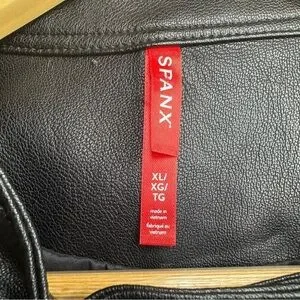 SPANX
XL/
XG/
TG
made in
vietnam
fabriqué au
vietnam